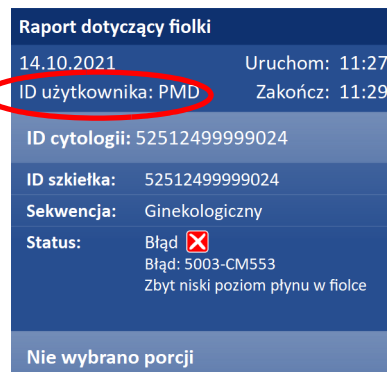 Raport dotyczący fiolki
14.10.2021 Uruchom: 11:27
ID użytkownika: PMD Zakończ: 11:29
ID cytologii: 52512499999024
ID szkiełka: 52512499999024
Sekwencja: Ginekologiczny
Status: Błąd
Błąd: 5003-CM553
Zbyt niski poziom płynu w fiolce
Nie wybrano porcji